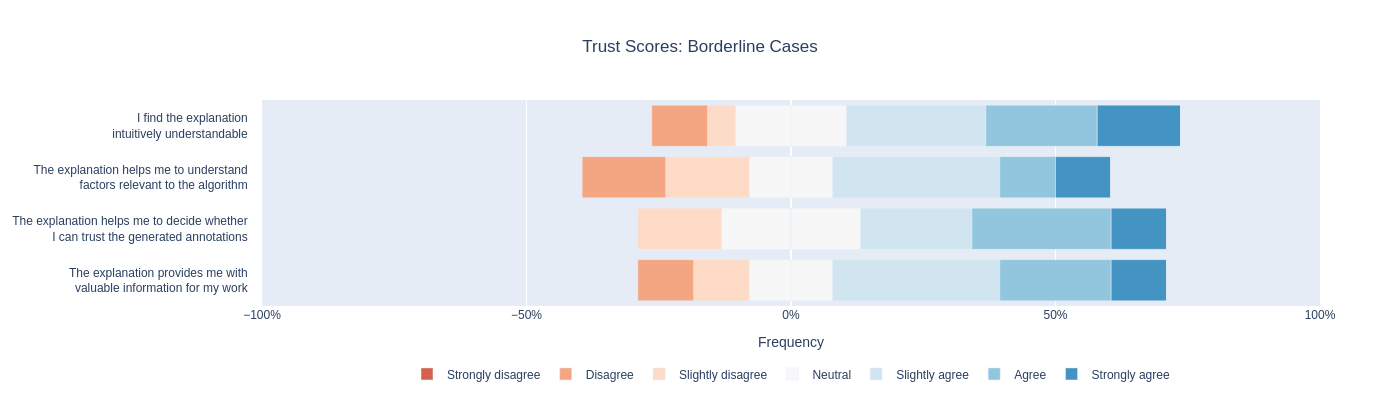 Trust Scores: Borderline Cases
I find the explanation
intuitively understandable
The explanation helps me to understand
factors relevant to the algorithm
The explanation helps me to decide whether
I can trust the generated annotations
The explanation provides me with
valuable information for my work
−100%
−50%
0%
50%
100%
Frequency
Strongly disagree
Disagree
Slightly disagree
Neutral
Slightly agree
Agree
Strongly agree